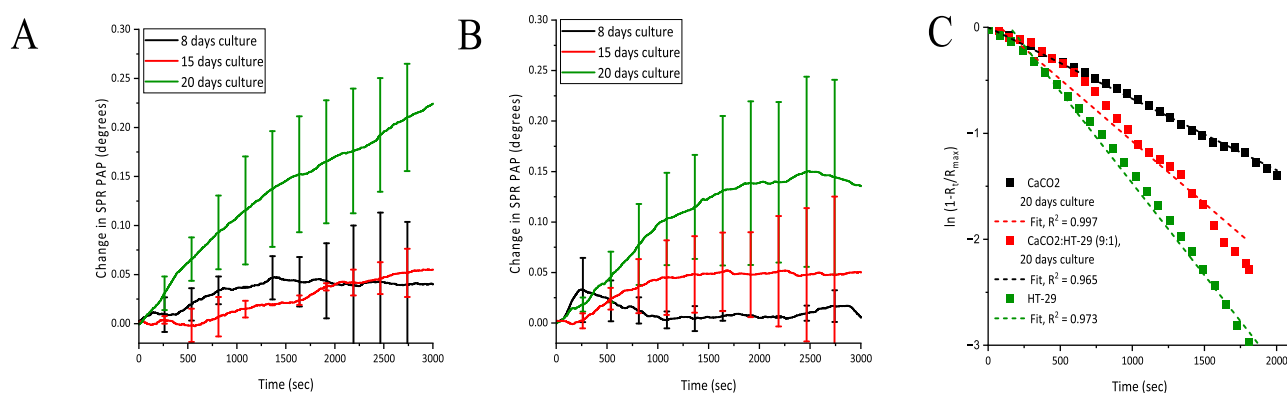 A
0.30
0.25
0.20
0.15
0.10
0.05
0.00
Change in SPR PAP (degrees)
8 days culture
15 days culture
20 days culture
0 500 1000 1500 2000 2500 3000
Time (sec)
B
0.30
0.25
0.20
0.15
0.10
0.05
0.00
Change in SPR PAP (degrees)
8 days culture
15 days culture
20 days culture
0 500 1000 1500 2000 2500 3000
Time (sec)
C
0
−1
−2
−3
ln (1-Rt/Rmax)
CaCO2
20 days culture
Fit, R² = 0.997
CaCO2:HT-29 (9:1),
20 days culture
Fit, R² = 0.965
HT-29
Fit, R² = 0.973
0 500 1000 1500 2000
Time (sec)